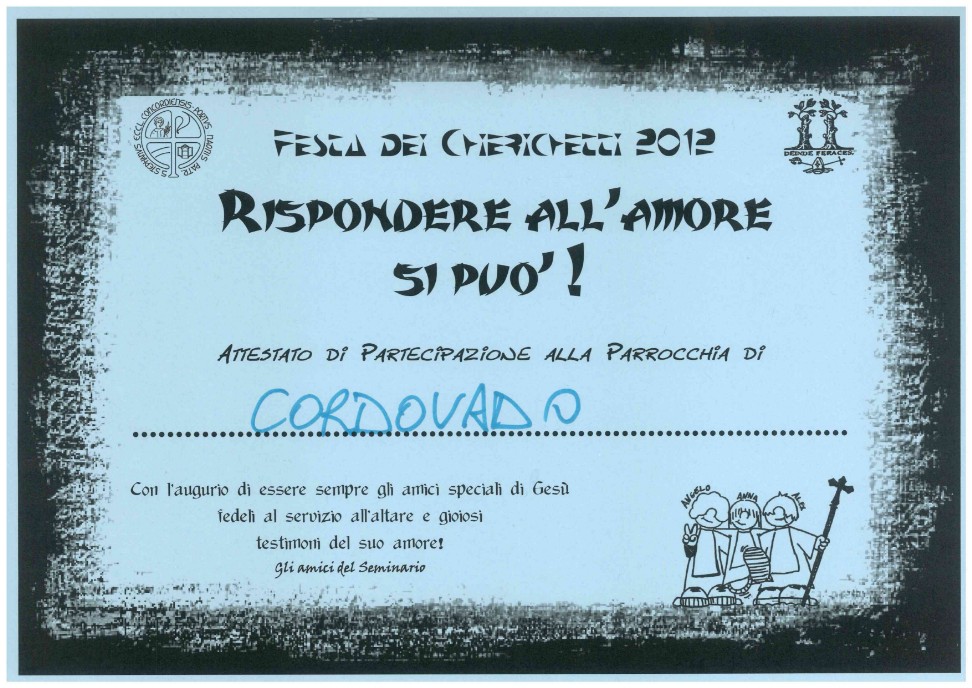 FESTA DEI CHIERICHETTI 2012
RISPONDERE ALL'AMORE
SI PUO'!
ATTESTATO DI PARTECIPAZIONE ALLA PARROCCHIA DI
CORDOVADO
Con l'augurio di essere sempre gli amici speciali di Gesù
fedeli al servizio all'altare e gioiosi
testimoni del suo amore!
Gli amici del Seminario
DEINDE FERACES
ANGELO
ANNA
ALEX